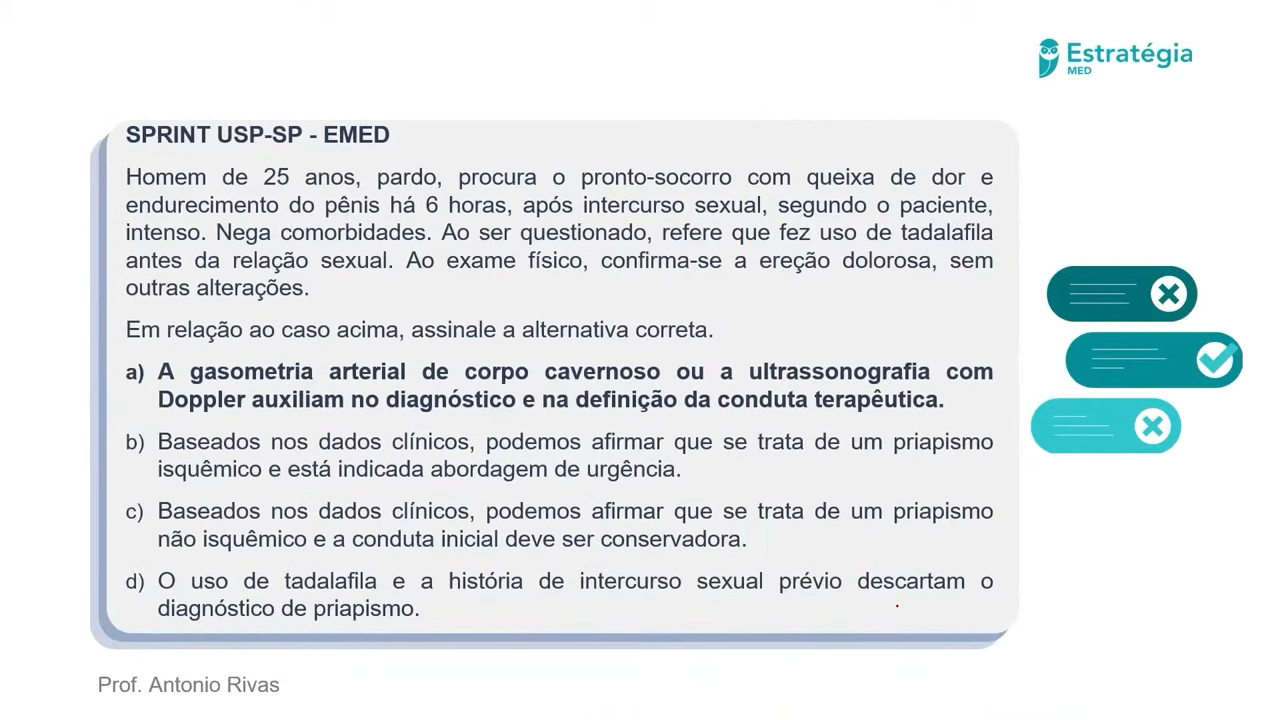 Estratégia
MED
SPRINT USP-SP - EMED
Homem de 25 anos, pardo, procura o pronto-socorro com queixa de dor e
endurecimento do pênis há 6 horas, após intercurso sexual, segundo o paciente,
intenso. Nega comorbidades. Ao ser questionado, refere que fez uso de tadalafila
antes da relação sexual. Ao exame físico, confirma-se a ereção dolorosa, sem
outras alterações.
Em relação ao caso acima, assinale a alternativa correta.
a) A gasometria arterial de corpo cavernoso ou a ultrassonografia com
Doppler auxiliam no diagnóstico e na definição da conduta terapêutica.
b) Baseados nos dados clínicos, podemos afirmar que se trata de um priapismo
isquêmico e está indicada abordagem de urgência.
c) Baseados nos dados clínicos, podemos afirmar que se trata de um priapismo
não isquêmico e a conduta inicial deve ser conservadora.
d) O uso de tadalafila e a história de intercurso sexual prévio descartam o
diagnóstico de priapismo.
Prof. Antonio Rivas